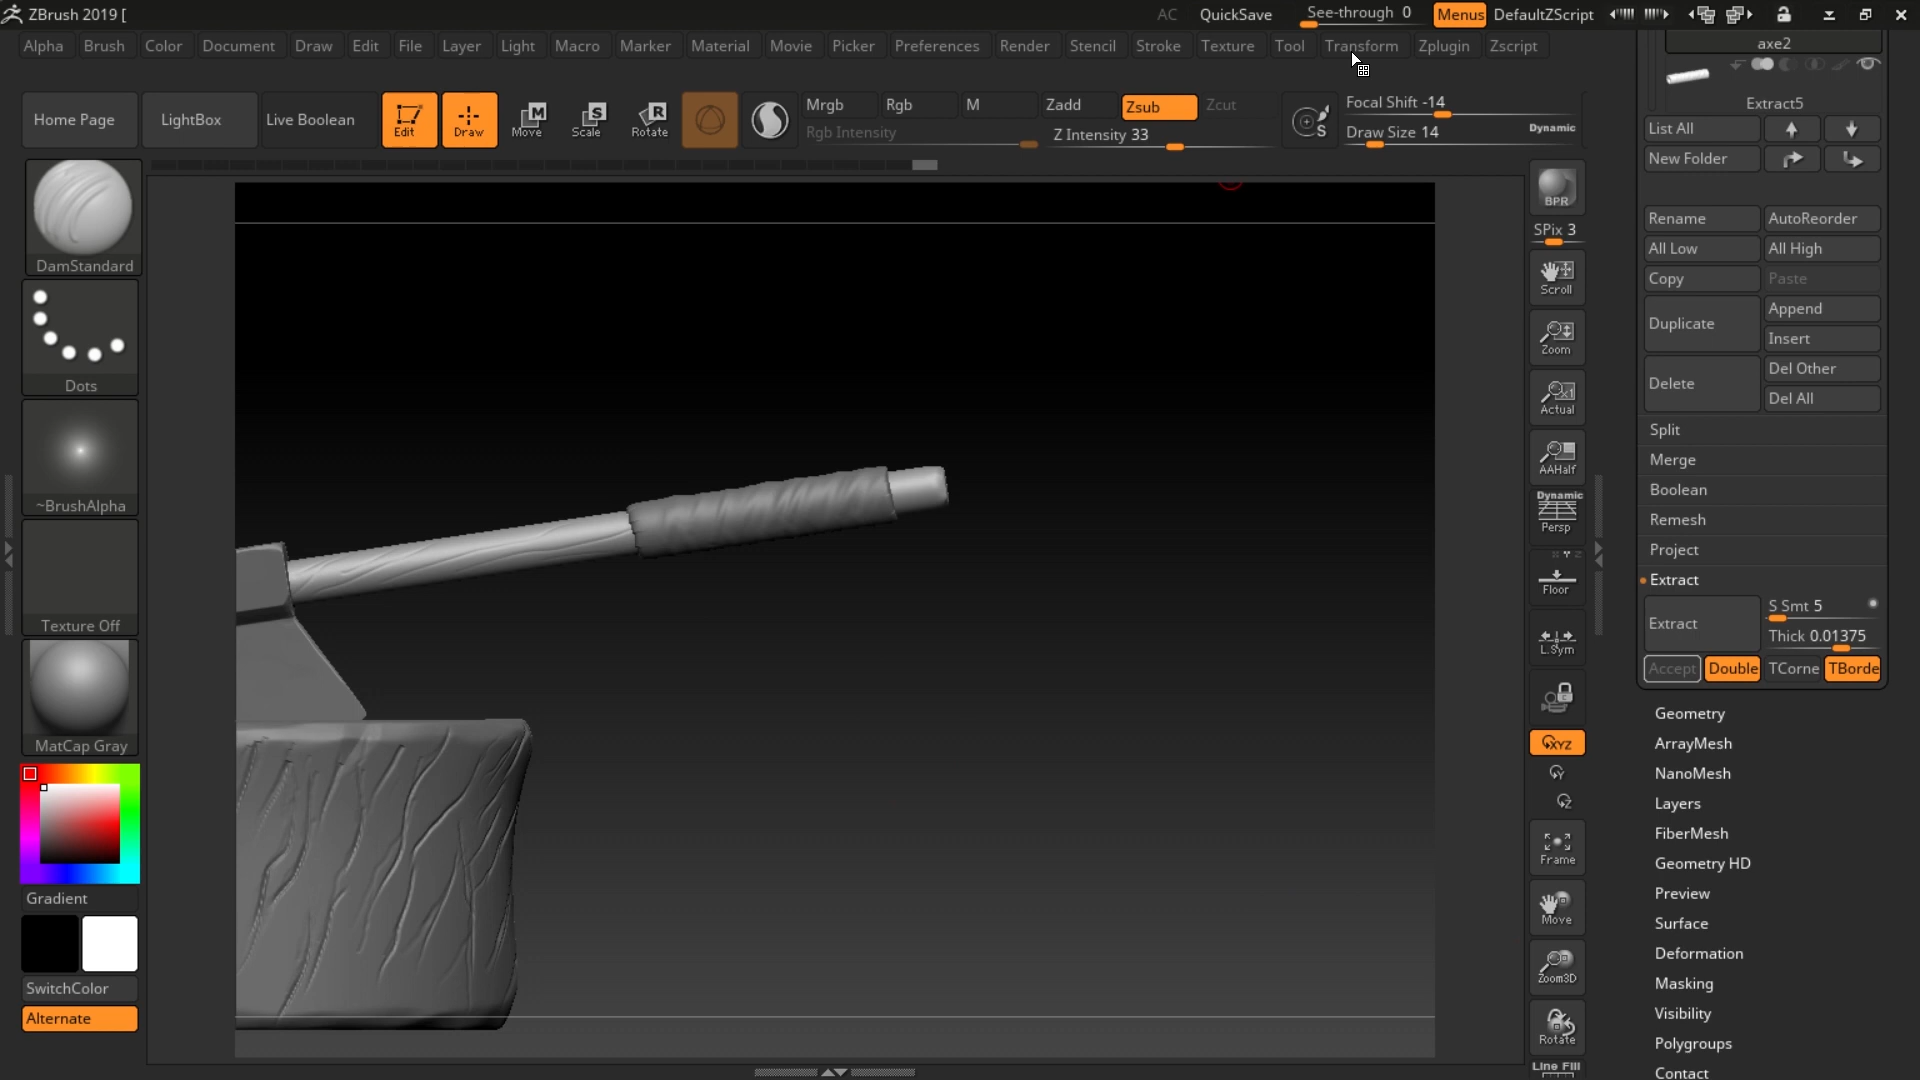 ZBrush 2019 [
AC QuickSave See-through 0 Menus DefaultZScript
Alpha Brush Color Document Draw Edit File Layer Light Macro Marker Material Movie Picker Preferences Render Stencil Stroke Texture Tool Transform Zplugin Zscript
Home Page LightBox Live Boolean Edit Draw Move Scale Rotate
Mrgb Rgb M Zadd Zsub Zcut
Rgb Intensity Z Intensity 33
Focal Shift -14
Draw Size 14 Dynamic
DamStandard
Dots
~BrushAlpha
Texture Off
MatCap Gray
Gradient
SwitchColor
Alternate
BPR
SPix 3
Scroll
Zoom
Actual
AAHalf
Dynamic
Persp
Floor
L.Sym
XYZ
Y
Z
Frame
Move
Zoom3D
Rotate
Line Fill
axe2
Extract5
List All
New Folder
Rename AutoReorder
All Low All High
Copy Paste
Duplicate Append
Insert
Delete Del Other
Del All
Split
Merge
Boolean
Remesh
Project
Extract
Extract S Smt 5
Thick 0.01375
Accept Double TCorne TBorde
Geometry
ArrayMesh
NanoMesh
Layers
FiberMesh
Geometry HD
Preview
Surface
Deformation
Masking
Visibility
Polygroups
Contact